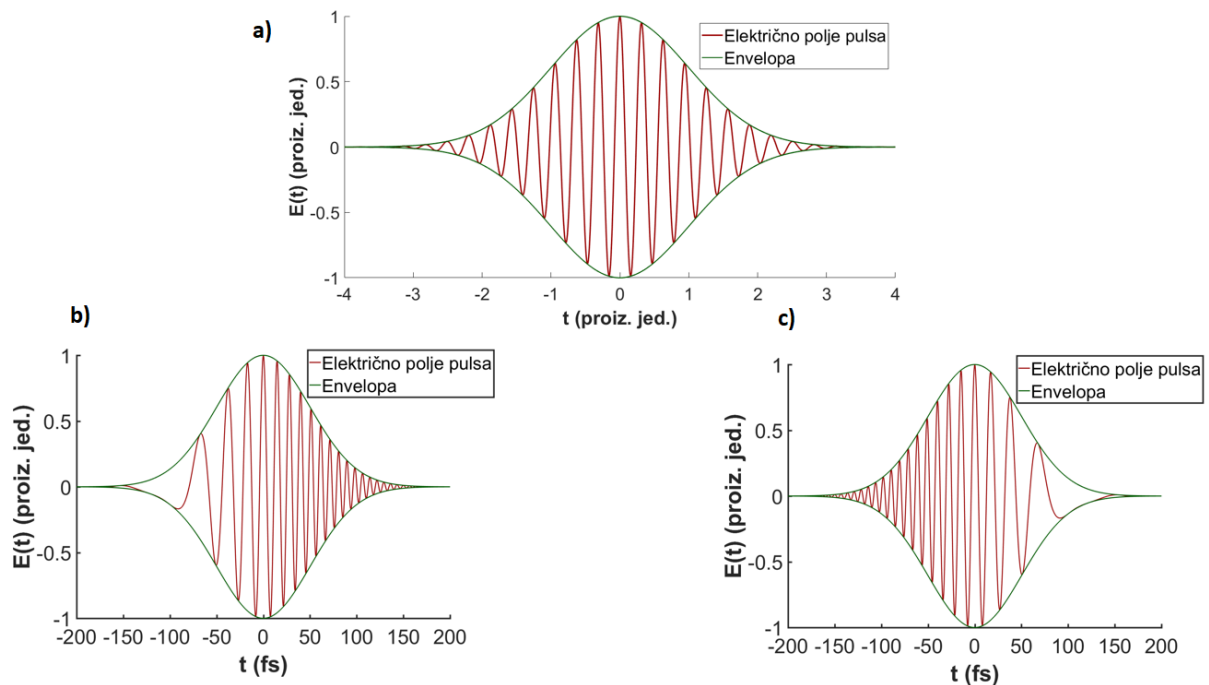 a)
Električno polje pulsa
Envelopa
1
0.5
0
-0.5
-1
E(t) (proiz. jed.)
-4 -3 -2 -1 0 1 2 3 4
t (proiz. jed.)
b)
Električno polje pulsa
Envelopa
1
0.5
0
-0.5
-1
E(t) (proiz. jed.)
-200 -150 -100 -50 0 50 100 150 200
t (fs)
c)
Električno polje pulsa
Envelopa
1
0.5
0
-0.5
-1
E(t) (proiz. jed.)
-200 -150 -100 -50 0 50 100 150 200
t (fs)